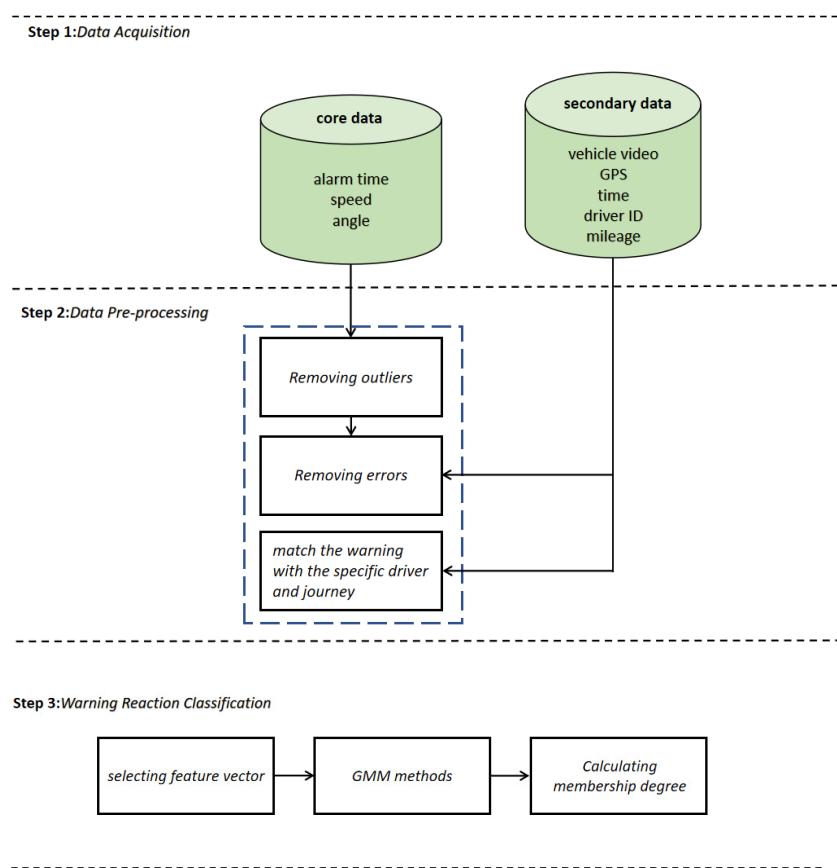 Step 1:Data Acquisition
core data
alarm time
speed
angle
secondary data
vehicle video
GPS
time
driver ID
mileage
Step 2:Data Pre-processing
Removing outliers
Removing errors
match the warning
with the specific driver
and journey
Step 3:Warning Reaction Classification
selecting feature vector
GMM methods
Calculating
membership degree